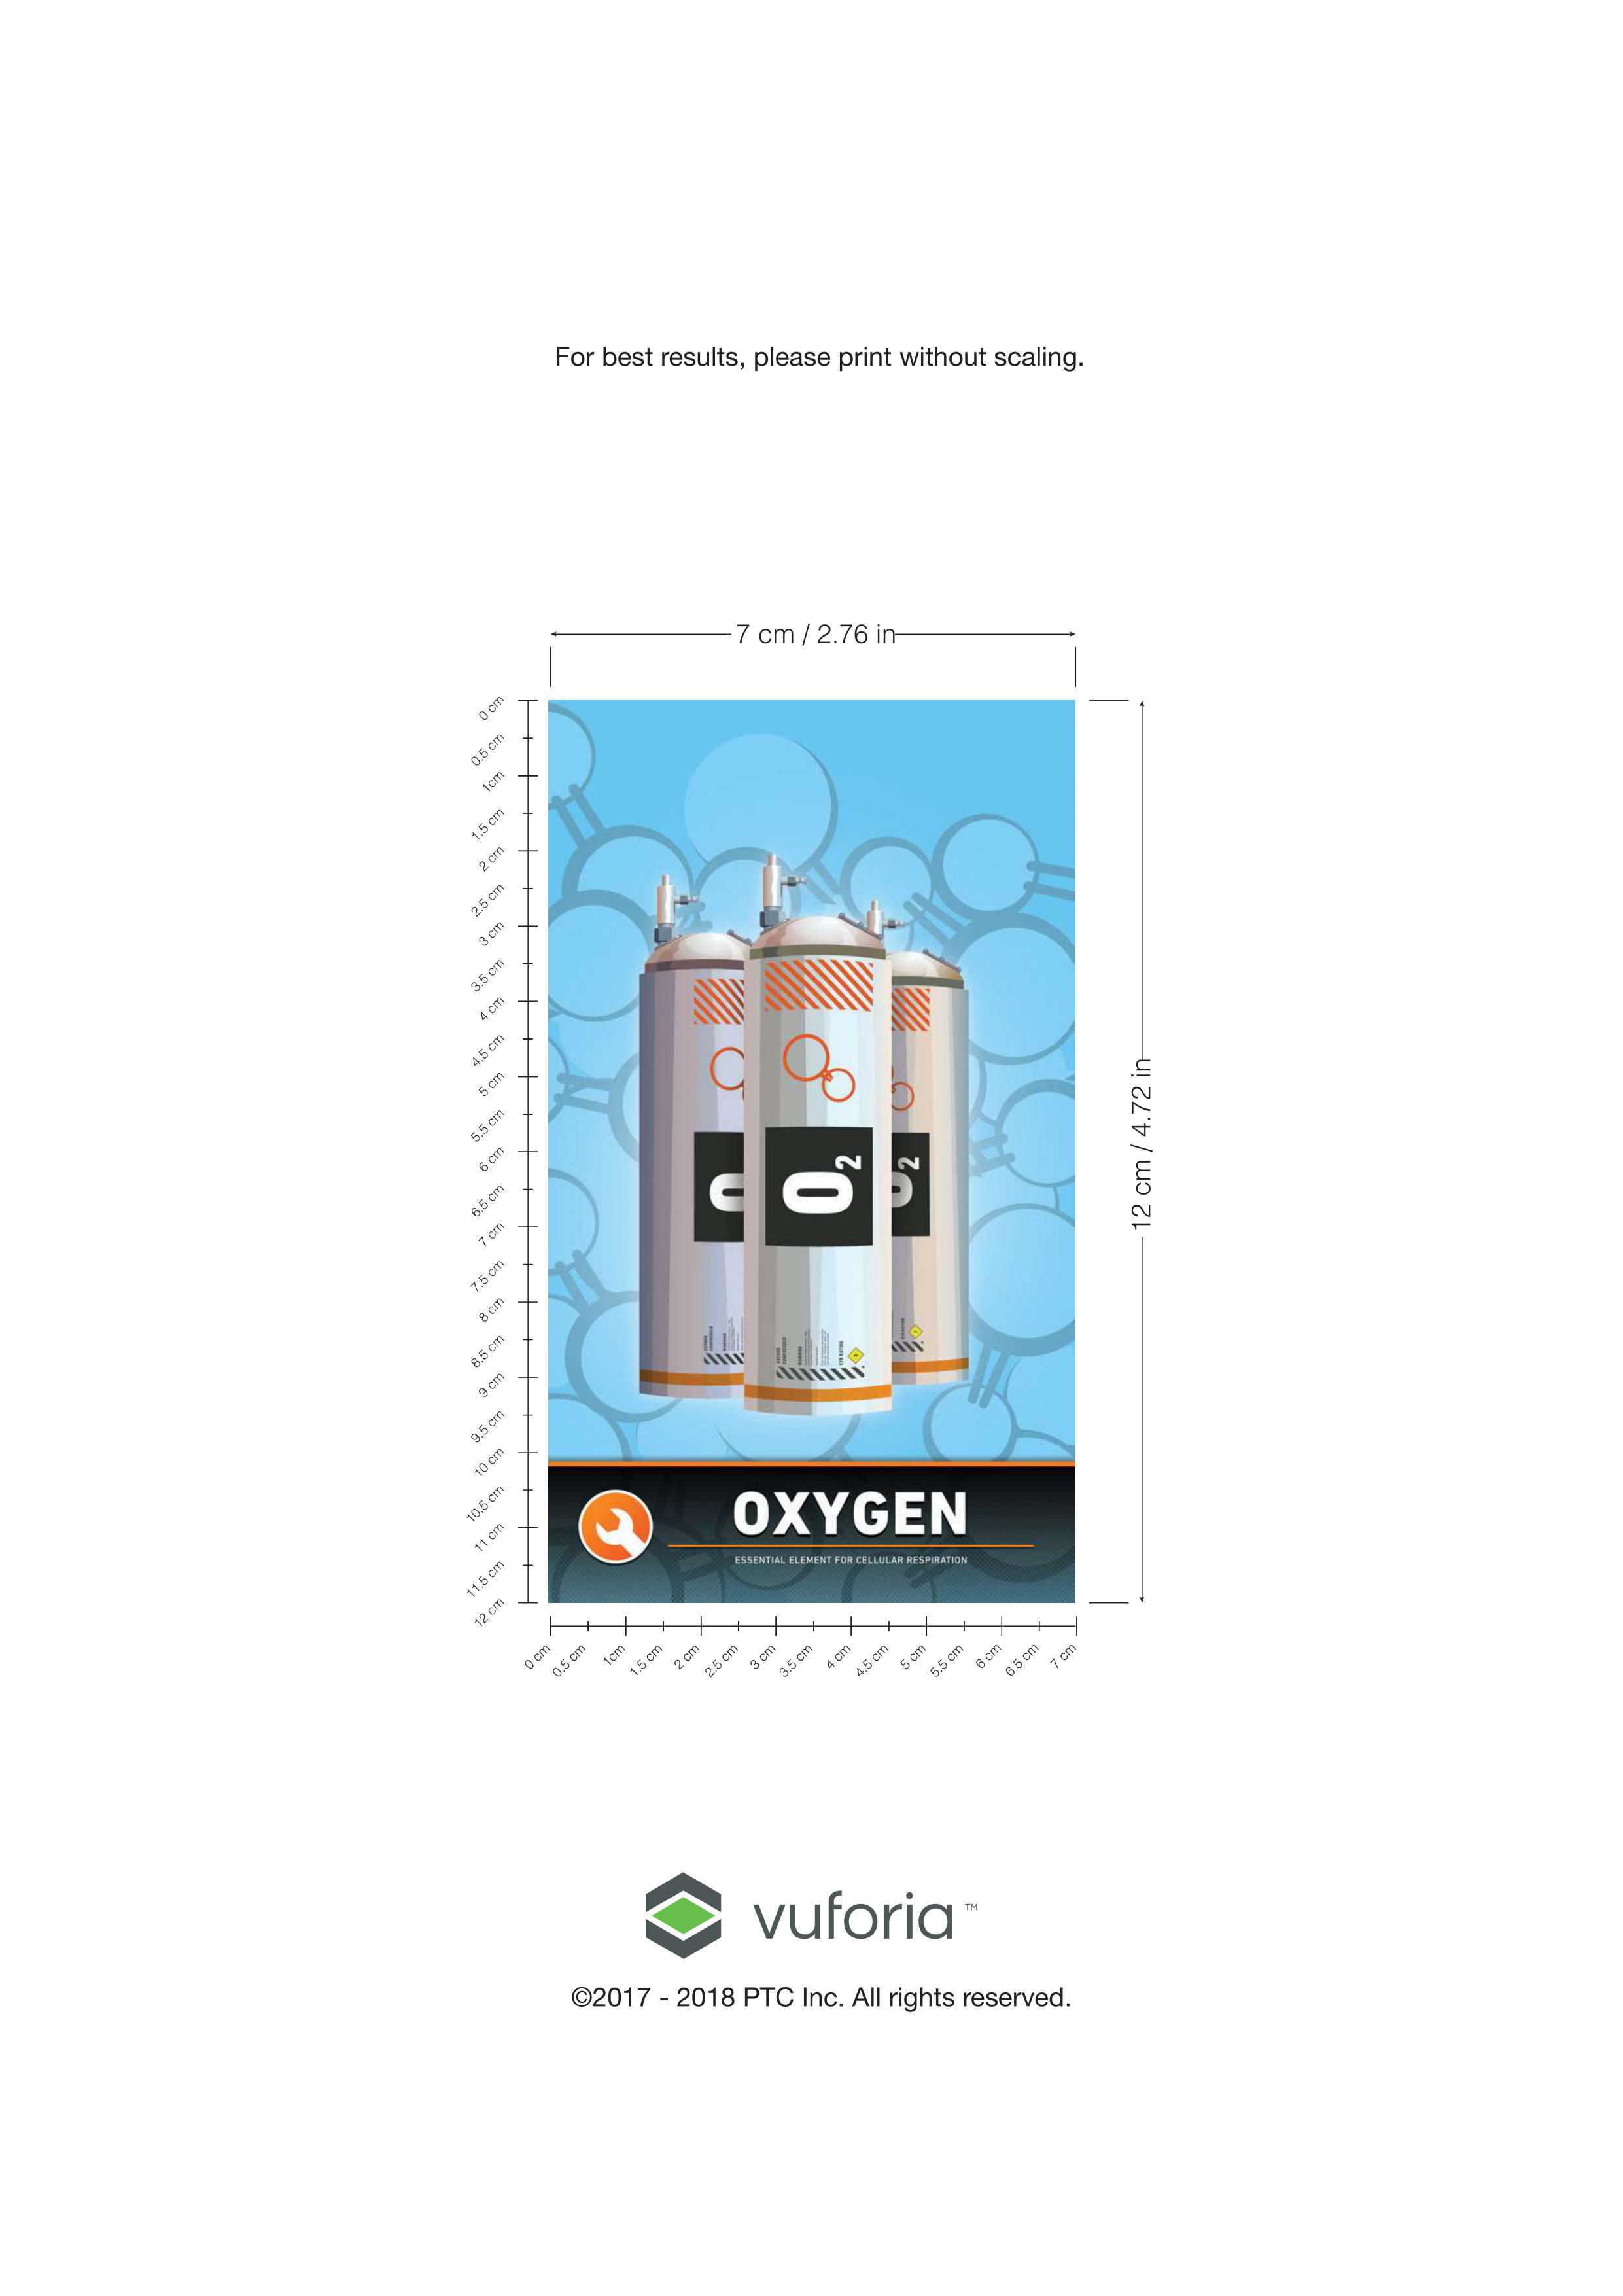 For best results, please print without scaling.
7 cm / 2.76 in
0 cm
0.5 cm
1cm
1.5 cm
2 cm
2.5 cm
3 cm
3.5 cm
4 cm
4.5 cm
5 cm
5.5 cm
6 cm
6.5 cm
7 cm
7.5 cm
8 cm
8.5 cm
9 cm
9.5 cm
10 cm
10.5 cm
11 cm
11.5 cm
12 cm
12 cm / 4.72 in
O
O2
O2
OXYGEN
ESSENTIAL ELEMENT FOR CELLULAR RESPIRATION
0 cm
0.5 cm
1cm
1.5 cm
2 cm
2.5 cm
3 cm
3.5 cm
4 cm
4.5 cm
5 cm
5.5 cm
6 cm
6.5 cm
7 cm
vuforia™
©2017 - 2018 PTC Inc. All rights reserved.